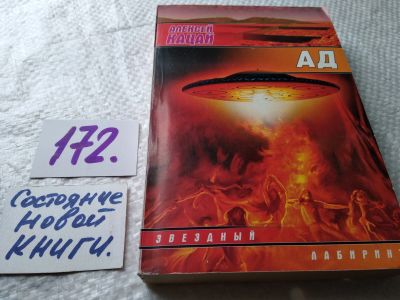 АЛЕКСЕЙ
КАЦАЙ
АД
172.
Состояние
новой
книги.
ЗВЕЗДНЫЙ
ЛАБИРИНТ